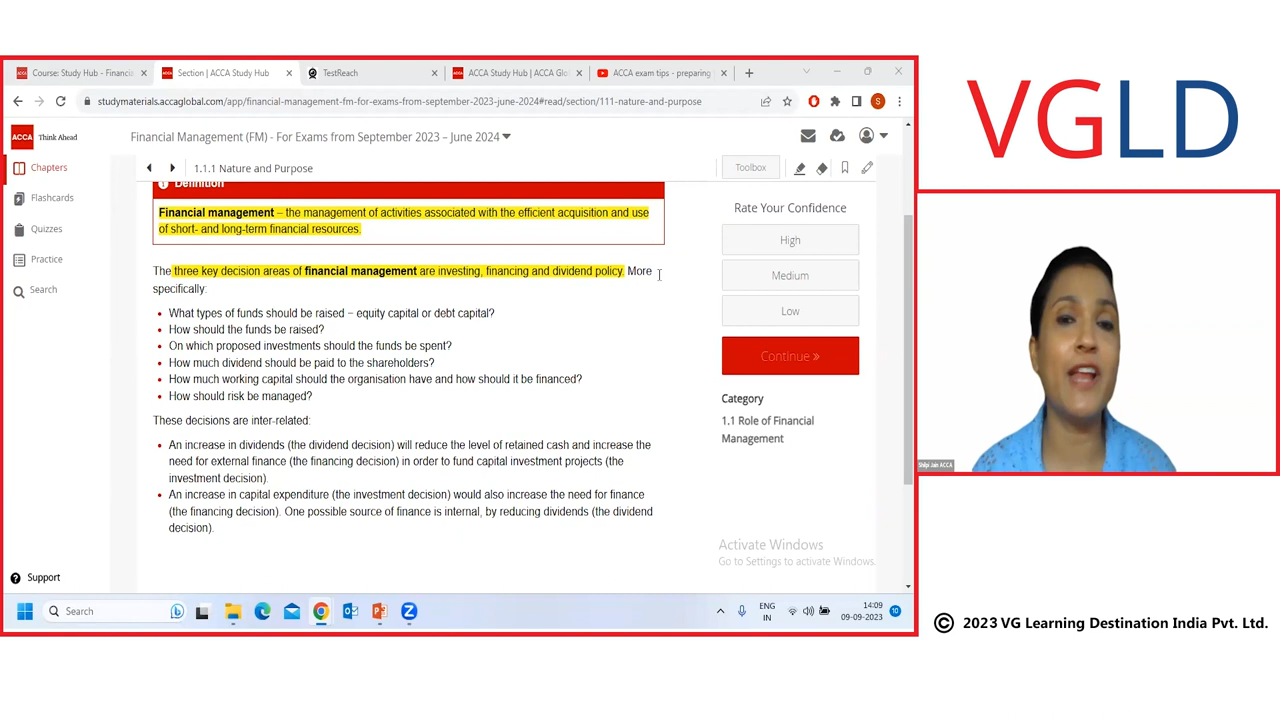 Course: Study Hub - Financia
Section | ACCA Study Hub
TestReach
ACCA Study Hub | ACCA Glo
ACCA exam tips - preparing
studymaterials.accaglobal.com/app/financial-management-fm-for-exams-from-september-2023-june-2024#read/section/111-nature-and-purpose
S
ACCA
Think Ahead
Financial Management (FM) - For Exams from September 2023 – June 2024
Chapters
Flashcards
Quizzes
Practice
Search
Support
1.1.1 Nature and Purpose
Toolbox
Definition
Financial management – the management of activities associated with the efficient acquisition and use
of short- and long-term financial resources.
The three key decision areas of financial management are investing, financing and dividend policy. More
specifically:
• What types of funds should be raised – equity capital or debt capital?
• How should the funds be raised?
• On which proposed investments should the funds be spent?
• How much dividend should be paid to the shareholders?
• How much working capital should the organisation have and how should it be financed?
• How should risk be managed?
These decisions are inter-related:
• An increase in dividends (the dividend decision) will reduce the level of retained cash and increase the
need for external finance (the financing decision) in order to fund capital investment projects (the
investment decision).
• An increase in capital expenditure (the investment decision) would also increase the need for finance
(the financing decision). One possible source of finance is internal, by reducing dividends (the dividend
decision).
Rate Your Confidence
High
Medium
Low
Continue »
Category
1.1 Role of Financial
Management
Activate Windows
Go to Settings to activate Windows.
Search
ENG
IN
14:09
09-09-2023
10
VGLD
Shilpi Jain ACCA
© 2023 VG Learning Destination India Pvt. Ltd.